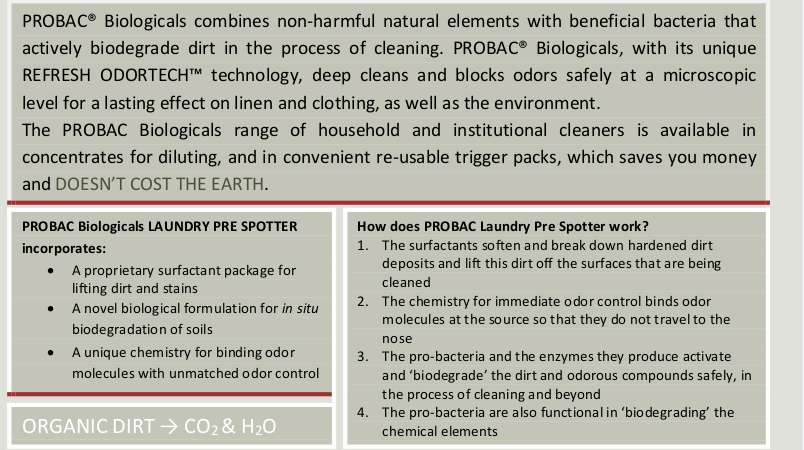 PROBAC® Biologicals combines non-harmful natural elements with beneficial bacteria that
actively biodegrade dirt in the process of cleaning. PROBAC® Biologicals, with its unique
REFRESH ODORTECH™ technology, deep cleans and blocks odors safely at a microscopic
level for a lasting effect on linen and clothing, as well as the environment.
The PROBAC Biologicals range of household and institutional cleaners is available in
concentrates for diluting, and in convenient re-usable trigger packs, which saves you money
and DOESN'T COST THE EARTH.
PROBAC Biologicals LAUNDRY PRE SPOTTER
incorporates:
• A proprietary surfactant package for
lifting dirt and stains
• A novel biological formulation for in situ
biodegradation of soils
• A unique chemistry for binding odor
molecules with unmatched odor control
ORGANIC DIRT → CO₂ & H₂O
How does PROBAC Laundry Pre Spotter work?
1. The surfactants soften and break down hardened dirt
deposits and lift this dirt off the surfaces that are being
cleaned
2. The chemistry for immediate odor control binds odor
molecules at the source so that they do not travel to the
nose
3. The pro-bacteria and the enzymes they produce activate
and 'biodegrade' the dirt and odorous compounds safely, in
the process of cleaning and beyond
4. The pro-bacteria are also functional in 'biodegrading' the
chemical elements